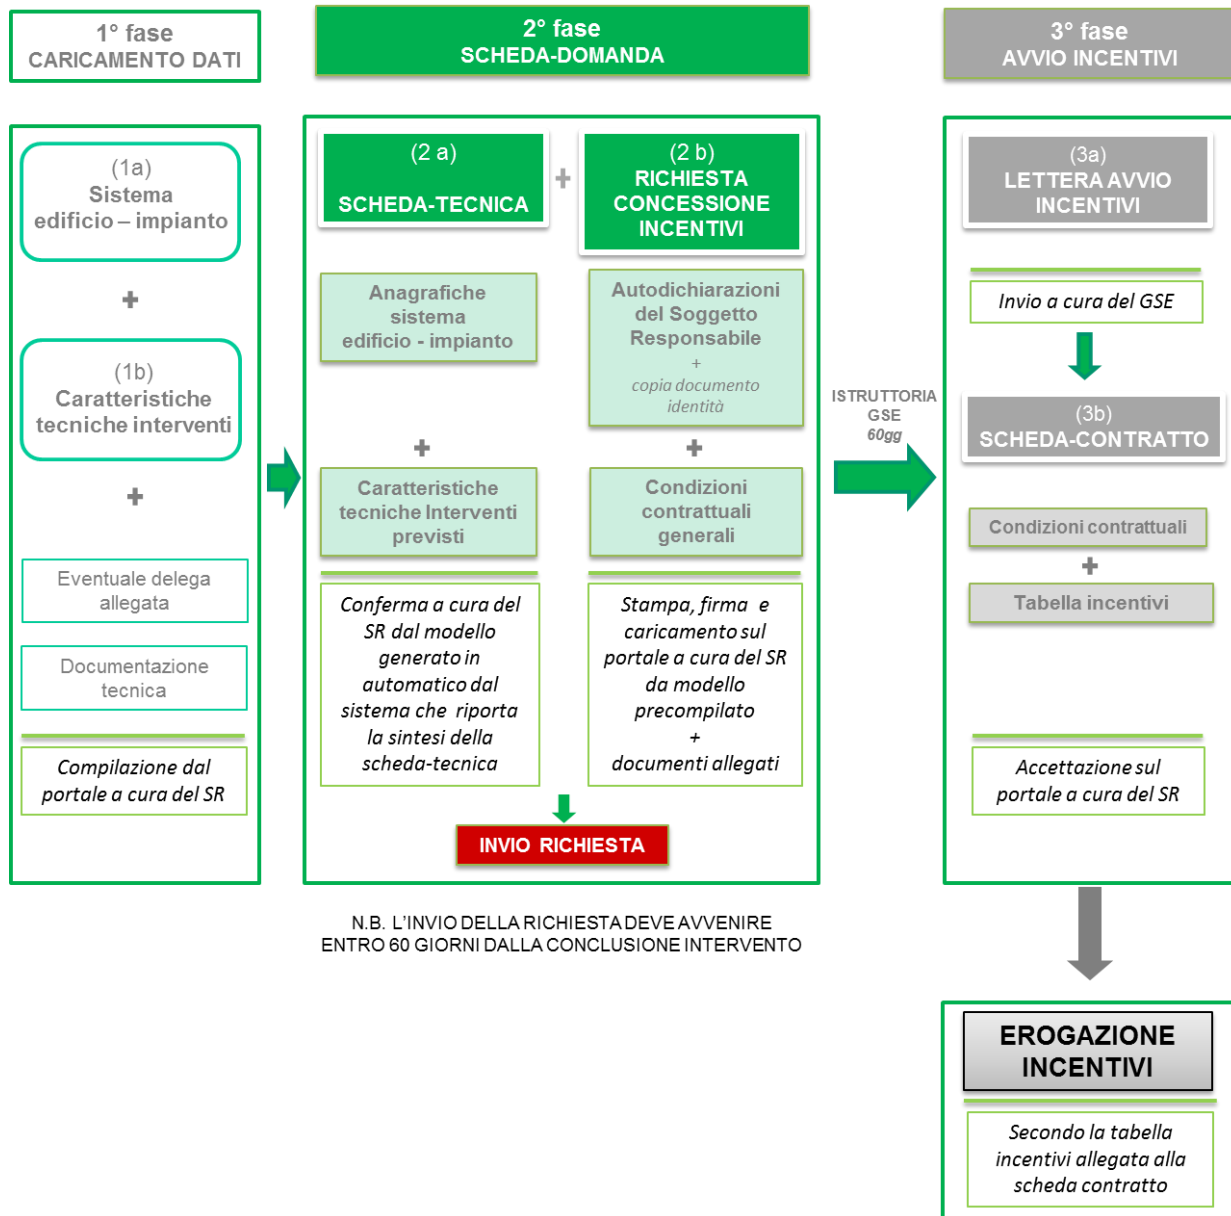 1° fase
CARICAMENTO DATI
2° fase
SCHEDA-DOMANDA
3° fase
AVVIO INCENTIVI
(1a)
Sistema
edificio – impianto
+
(1b)
Caratteristiche
tecniche interventi
+
Eventuale delega
allegata
Documentazione
tecnica
Compilazione dal
portale a cura del SR
(2 a)
SCHEDA-TECNICA
+
(2 b)
RICHIESTA
CONCESSIONE
INCENTIVI
Anagrafiche
sistema
edificio - impianto
+
Caratteristiche
tecniche Interventi
previsti
Conferma a cura del
SR dal modello
generato in
automatico dal
sistema che riporta
la sintesi della
scheda-tecnica
Autodichiarazioni
del Soggetto
Responsabile
+
copia documento
identità
+
Condizioni
contrattuali
generali
Stampa, firma e
caricamento sul
portale a cura del SR
da modello
precompilato
+
documenti allegati
INVIO RICHIESTA
N.B. L'INVIO DELLA RICHIESTA DEVE AVVENIRE
ENTRO 60 GIORNI DALLA CONCLUSIONE INTERVENTO
ISTRUTTORIA
GSE
60gg
(3a)
LETTERA AVVIO
INCENTIVI
Invio a cura del GSE
(3b)
SCHEDA-CONTRATTO
Condizioni contrattuali
+
Tabella incentivi
Accettazione sul
portale a cura del SR
EROGAZIONE
INCENTIVI
Secondo la tabella
incentivi allegata alla
scheda contratto